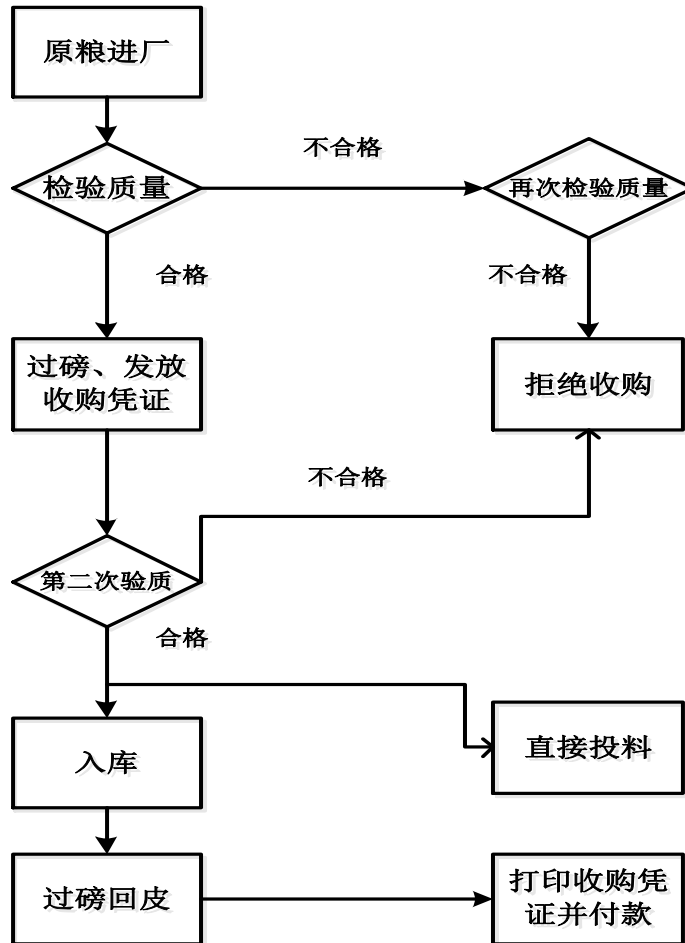 原粮进厂
不合格
检验质量
再次检验质量
合格
不合格
过磅、发放
收购凭证
拒绝收购
不合格
第二次验质
合格
入库
直接投料
过磅回皮
打印收购凭
证并付款